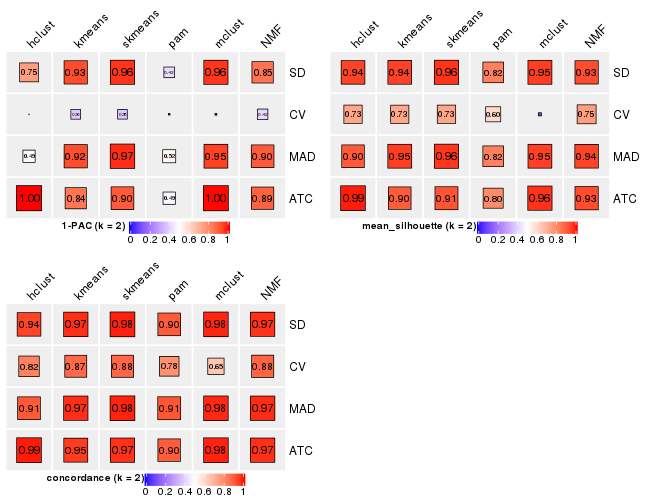 hclust kmeans skmeans pam mclust NMF
0.75 0.93 0.96 0.96 0.85 SD
CV
0.49 0.92 0.97 0.52 0.95 0.90 MAD
1.00 0.84 0.90 0.49 1.00 0.89 ATC
1-PAC (k = 2)
0 0.2 0.4 0.6 0.8 1
hclust kmeans skmeans pam mclust NMF
0.94 0.94 0.96 0.82 0.95 0.93 SD
0.73 0.73 0.73 0.60 0.75 CV
0.90 0.95 0.96 0.82 0.95 0.94 MAD
0.99 0.90 0.91 0.80 0.96 0.93 ATC
mean_silhouette (k = 2)
0 0.2 0.4 0.6 0.8 1
hclust kmeans skmeans pam mclust NMF
0.94 0.97 0.98 0.90 0.98 0.97 SD
0.82 0.87 0.88 0.78 0.65 0.88 CV
0.91 0.97 0.98 0.91 0.98 0.97 MAD
0.99 0.95 0.97 0.90 0.98 0.97 ATC
concordance (k = 2)
0 0.2 0.4 0.6 0.8 1